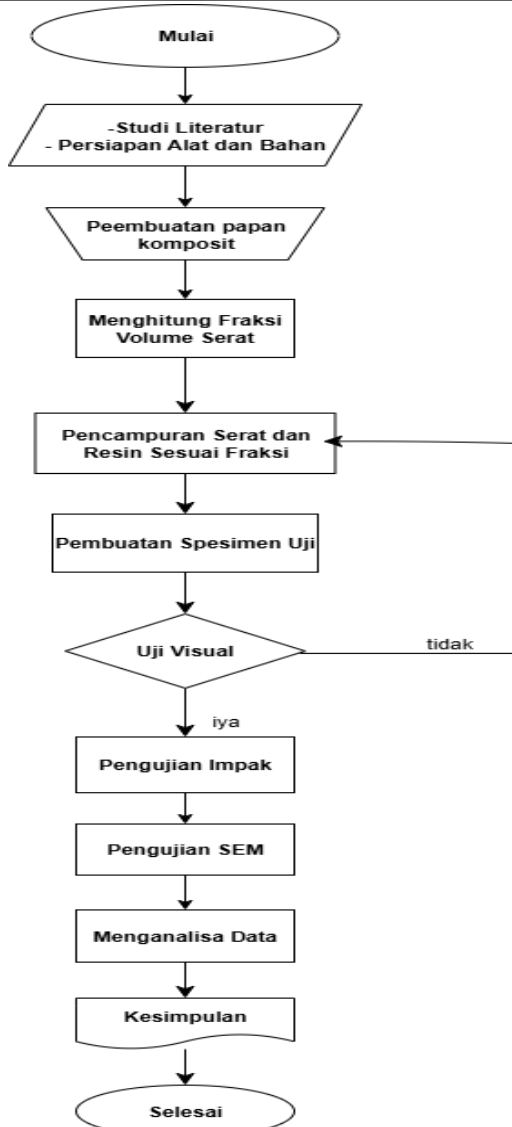 Mulai
-Studi Literatur
- Persiapan Alat dan Bahan
Peembuatan papan
komposit
Menghitung Fraksi
Volume Serat
Pencampuran Serat dan
Resin Sesuai Fraksi
Pembuatan Spesimen Uji
Uji Visual
tidak
iya
Pengujian Impak
Pengujian SEM
Menganalisa Data
Kesimpulan
Selesai